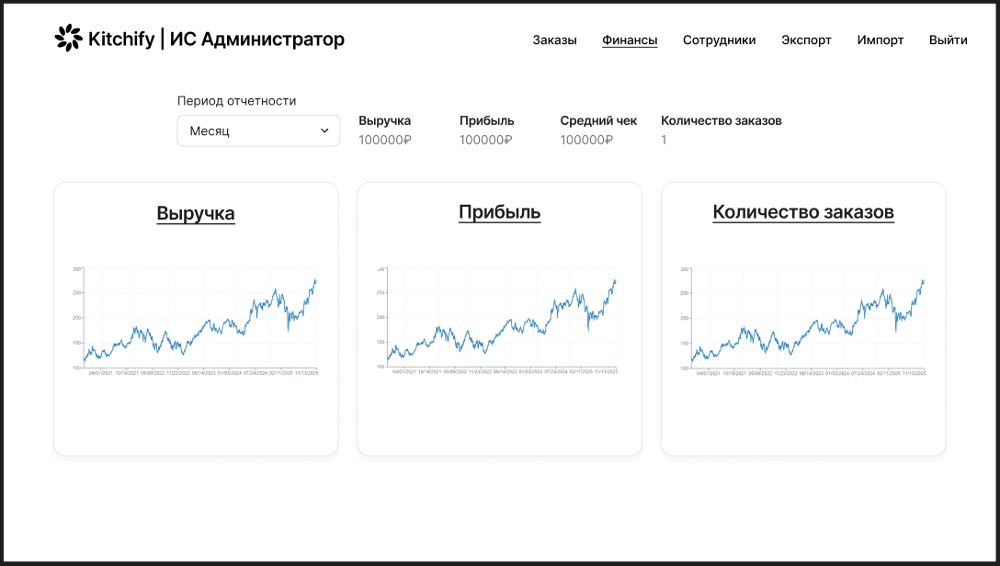 Kitchify | ИС Администратор
Заказы Финансы Сотрудники Экспорт Импорт Выйти
Период отчетности
Месяц
Выручка Прибыль Средний чек Количество заказов
100000₽ 100000₽ 100000₽ 1
Выручка
300
250
200
150
100
04/01/2021 10/19/2021 05/09/2022 11/23/2022 06/14/2023 01/03/2024 07/24/2024 02/11/2025 11/13/2025
Прибыль
250
200
150
100
04/01/2021 10/19/2021 05/09/2022 11/23/2022 06/14/2023 01/03/2024 07/24/2024 02/11/2025 11/13/2025
Количество заказов
300
250
200
150
100
04/01/2021 10/19/2021 05/09/2022 11/23/2022 06/14/2023 01/03/2024 07/24/2024 02/11/2025 11/13/2025